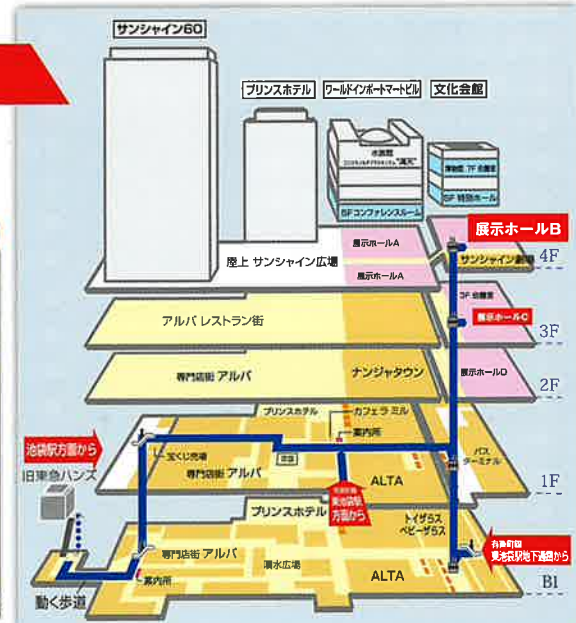 サンシャイン60
プリンスホテル
ワールドインポートマートビル
文化会館
水族館
"満天"
5Fコンファレンスルーム
博物館 7F 会議室
5F 特別ホール
展示ホールB
サンシャイン劇場
4F
展示ホールA
陸上 サンシャイン広場
展示ホールA
アルパ レストラン街
3F 会議室
展示ホールC
3F
専門店街 アルパ
ナンジャタウン
展示ホールD
2F
プリンスホテル
カフェラ ミル
案内所
池袋駅方面から
宝くじ売場
旧東急ハンズ
専門店街 アルパ
東池袋駅
方面から
ALTA
バス
ターミナル
1F
プリンスホテル
トイザらス
ベビーザらス
有楽町線
東池袋駅地下通路から
専門店街 アルパ
噴水広場
案内所
ALTA
動く歩道
B1